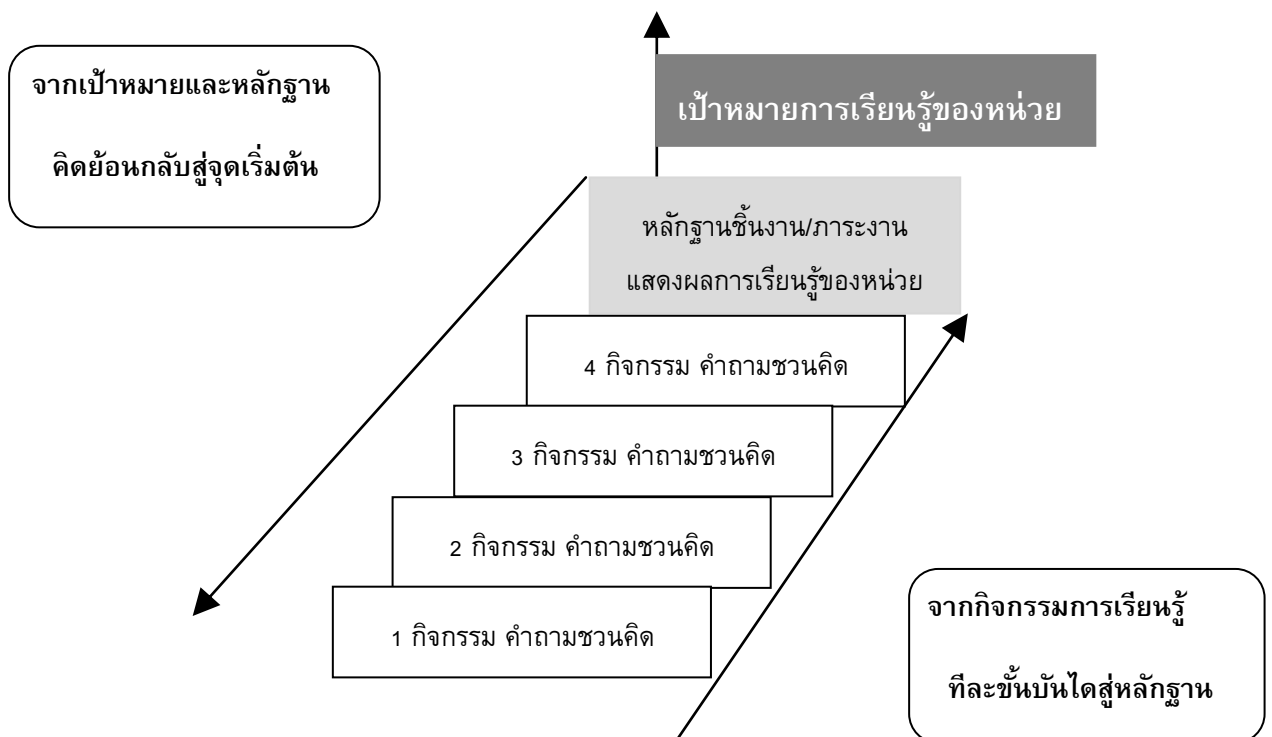 จากเป้าหมายและหลักฐาน
คิดย้อนกลับสู่จุดเริ่มต้น
เป้าหมายการเรียนรู้ของหน่วย
หลักฐานชิ้นงาน/ภาระงาน
แสดงผลการเรียนรู้ของหน่วย
4 กิจกรรม คำถามชวนคิด
3 กิจกรรม คำถามชวนคิด
2 กิจกรรม คำถามชวนคิด
1 กิจกรรม คำถามชวนคิด
จากกิจกรรมการเรียนรู้
ทีละขั้นบันไดสู่หลักฐาน